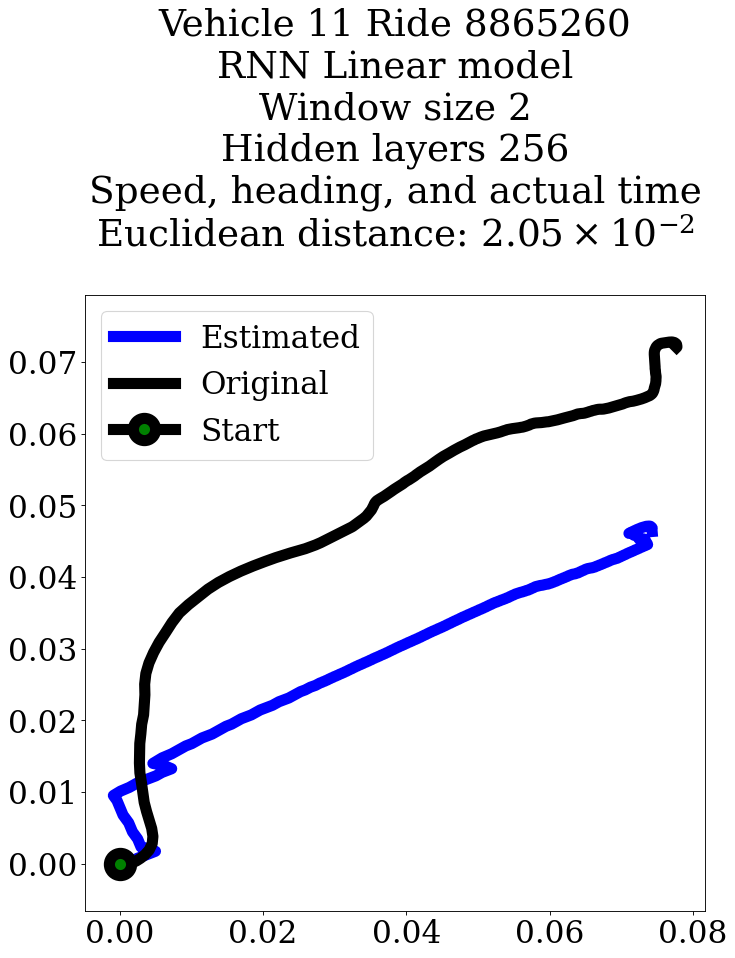 Vehicle 11 Ride 8865260
RNN Linear model
Window size 2
Hidden layers 256
Speed, heading, and actual time
Euclidean distance: 2.05 × 10⁻²
Estimated
Original
Start
0.07
0.06
0.05
0.04
0.03
0.02
0.01
0.00
0.00 0.02 0.04 0.06 0.08